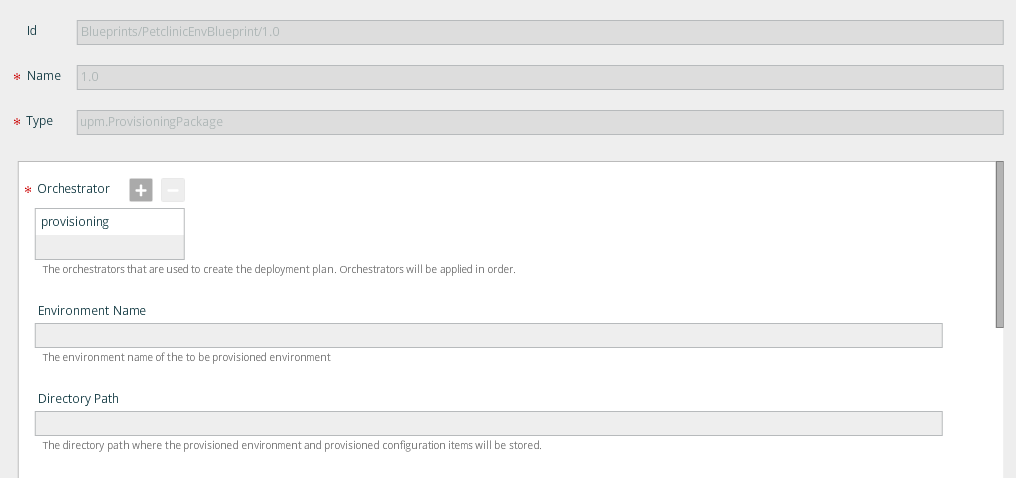 Id Blueprints/PetclinicEnvBlueprint/1.0
* Name 1.0
* Type upm.ProvisioningPackage
* Orchestrator + −
provisioning
The orchestrators that are used to create the deployment plan. Orchestrators will be applied in order.
Environment Name
The environment name of the to be provisioned environment
Directory Path
The directory path where the provisioned environment and provisioned configuration items will be stored.